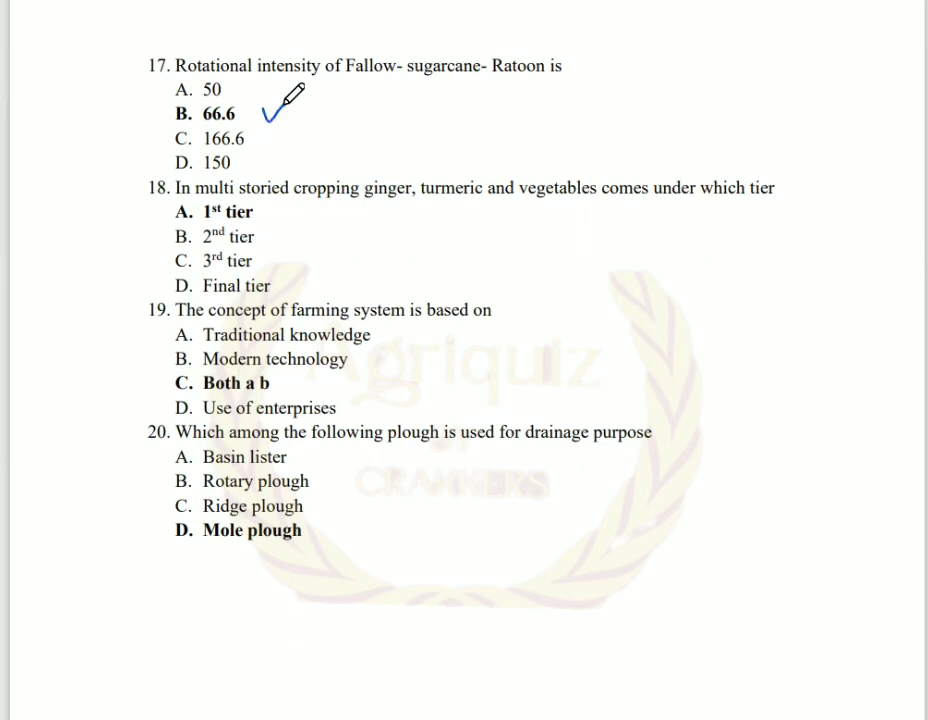 17. Rotational intensity of Fallow- sugarcane- Ratoon is
A. 50
B. 66.6
C. 166.6
D. 150
18. In multi storied cropping ginger, turmeric and vegetables comes under which tier
A. 1st tier
B. 2nd tier
C. 3rd tier
D. Final tier
19. The concept of farming system is based on
A. Traditional knowledge
B. Modern technology
Agriquiz
C. Both a b
D. Use of enterprises
20. Which among the following plough is used for drainage purpose
A. Basin lister
B. Rotary plough
CRANKERS
C. Ridge plough
D. Mole plough